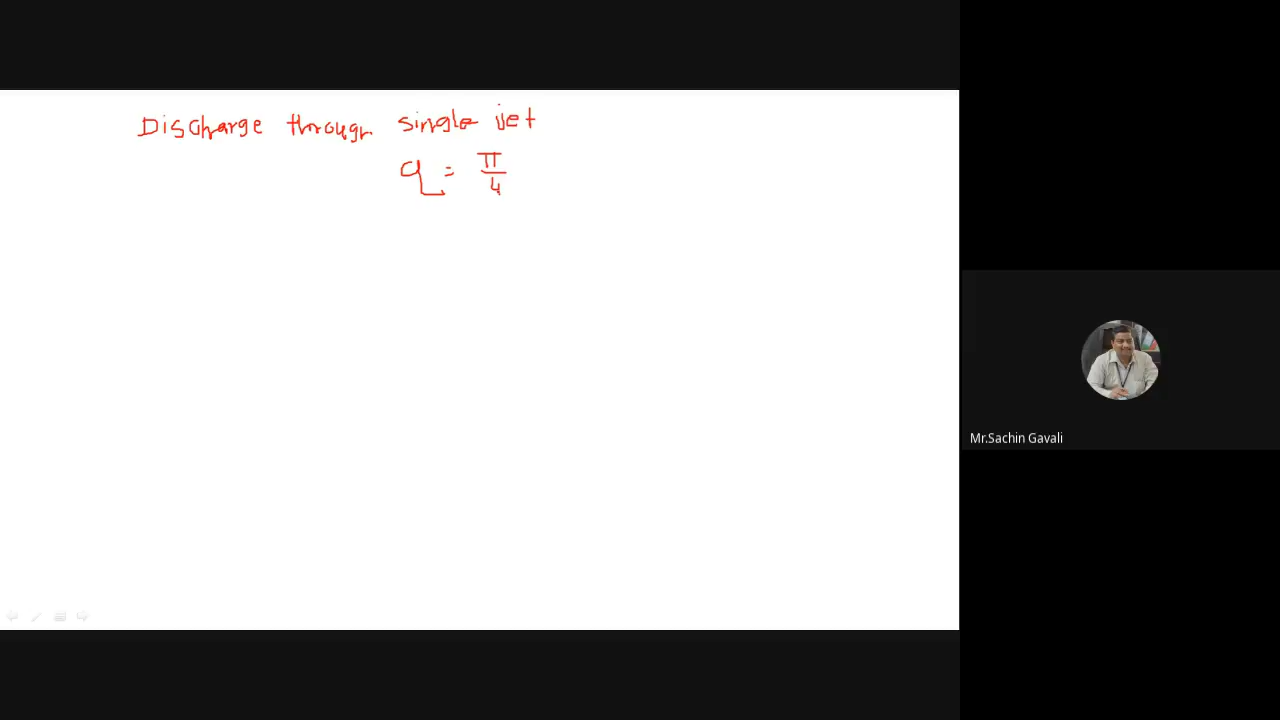 Discharge through single jet
q = π/4
Mr.Sachin Gavali